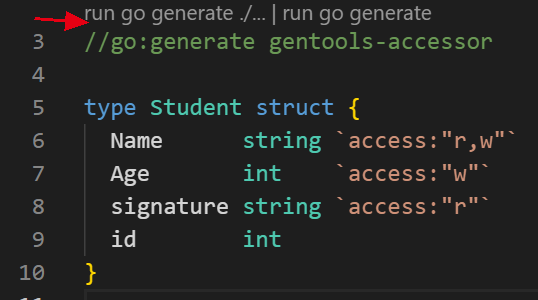 run go generate ./... | run go generate
3 //go:generate gentools-accessor
4
5 type Student struct {
6 Name string `access:"r,w"`
7 Age int `access:"w"`
8 signature string `access:"r"`
9 id int
10 }
11